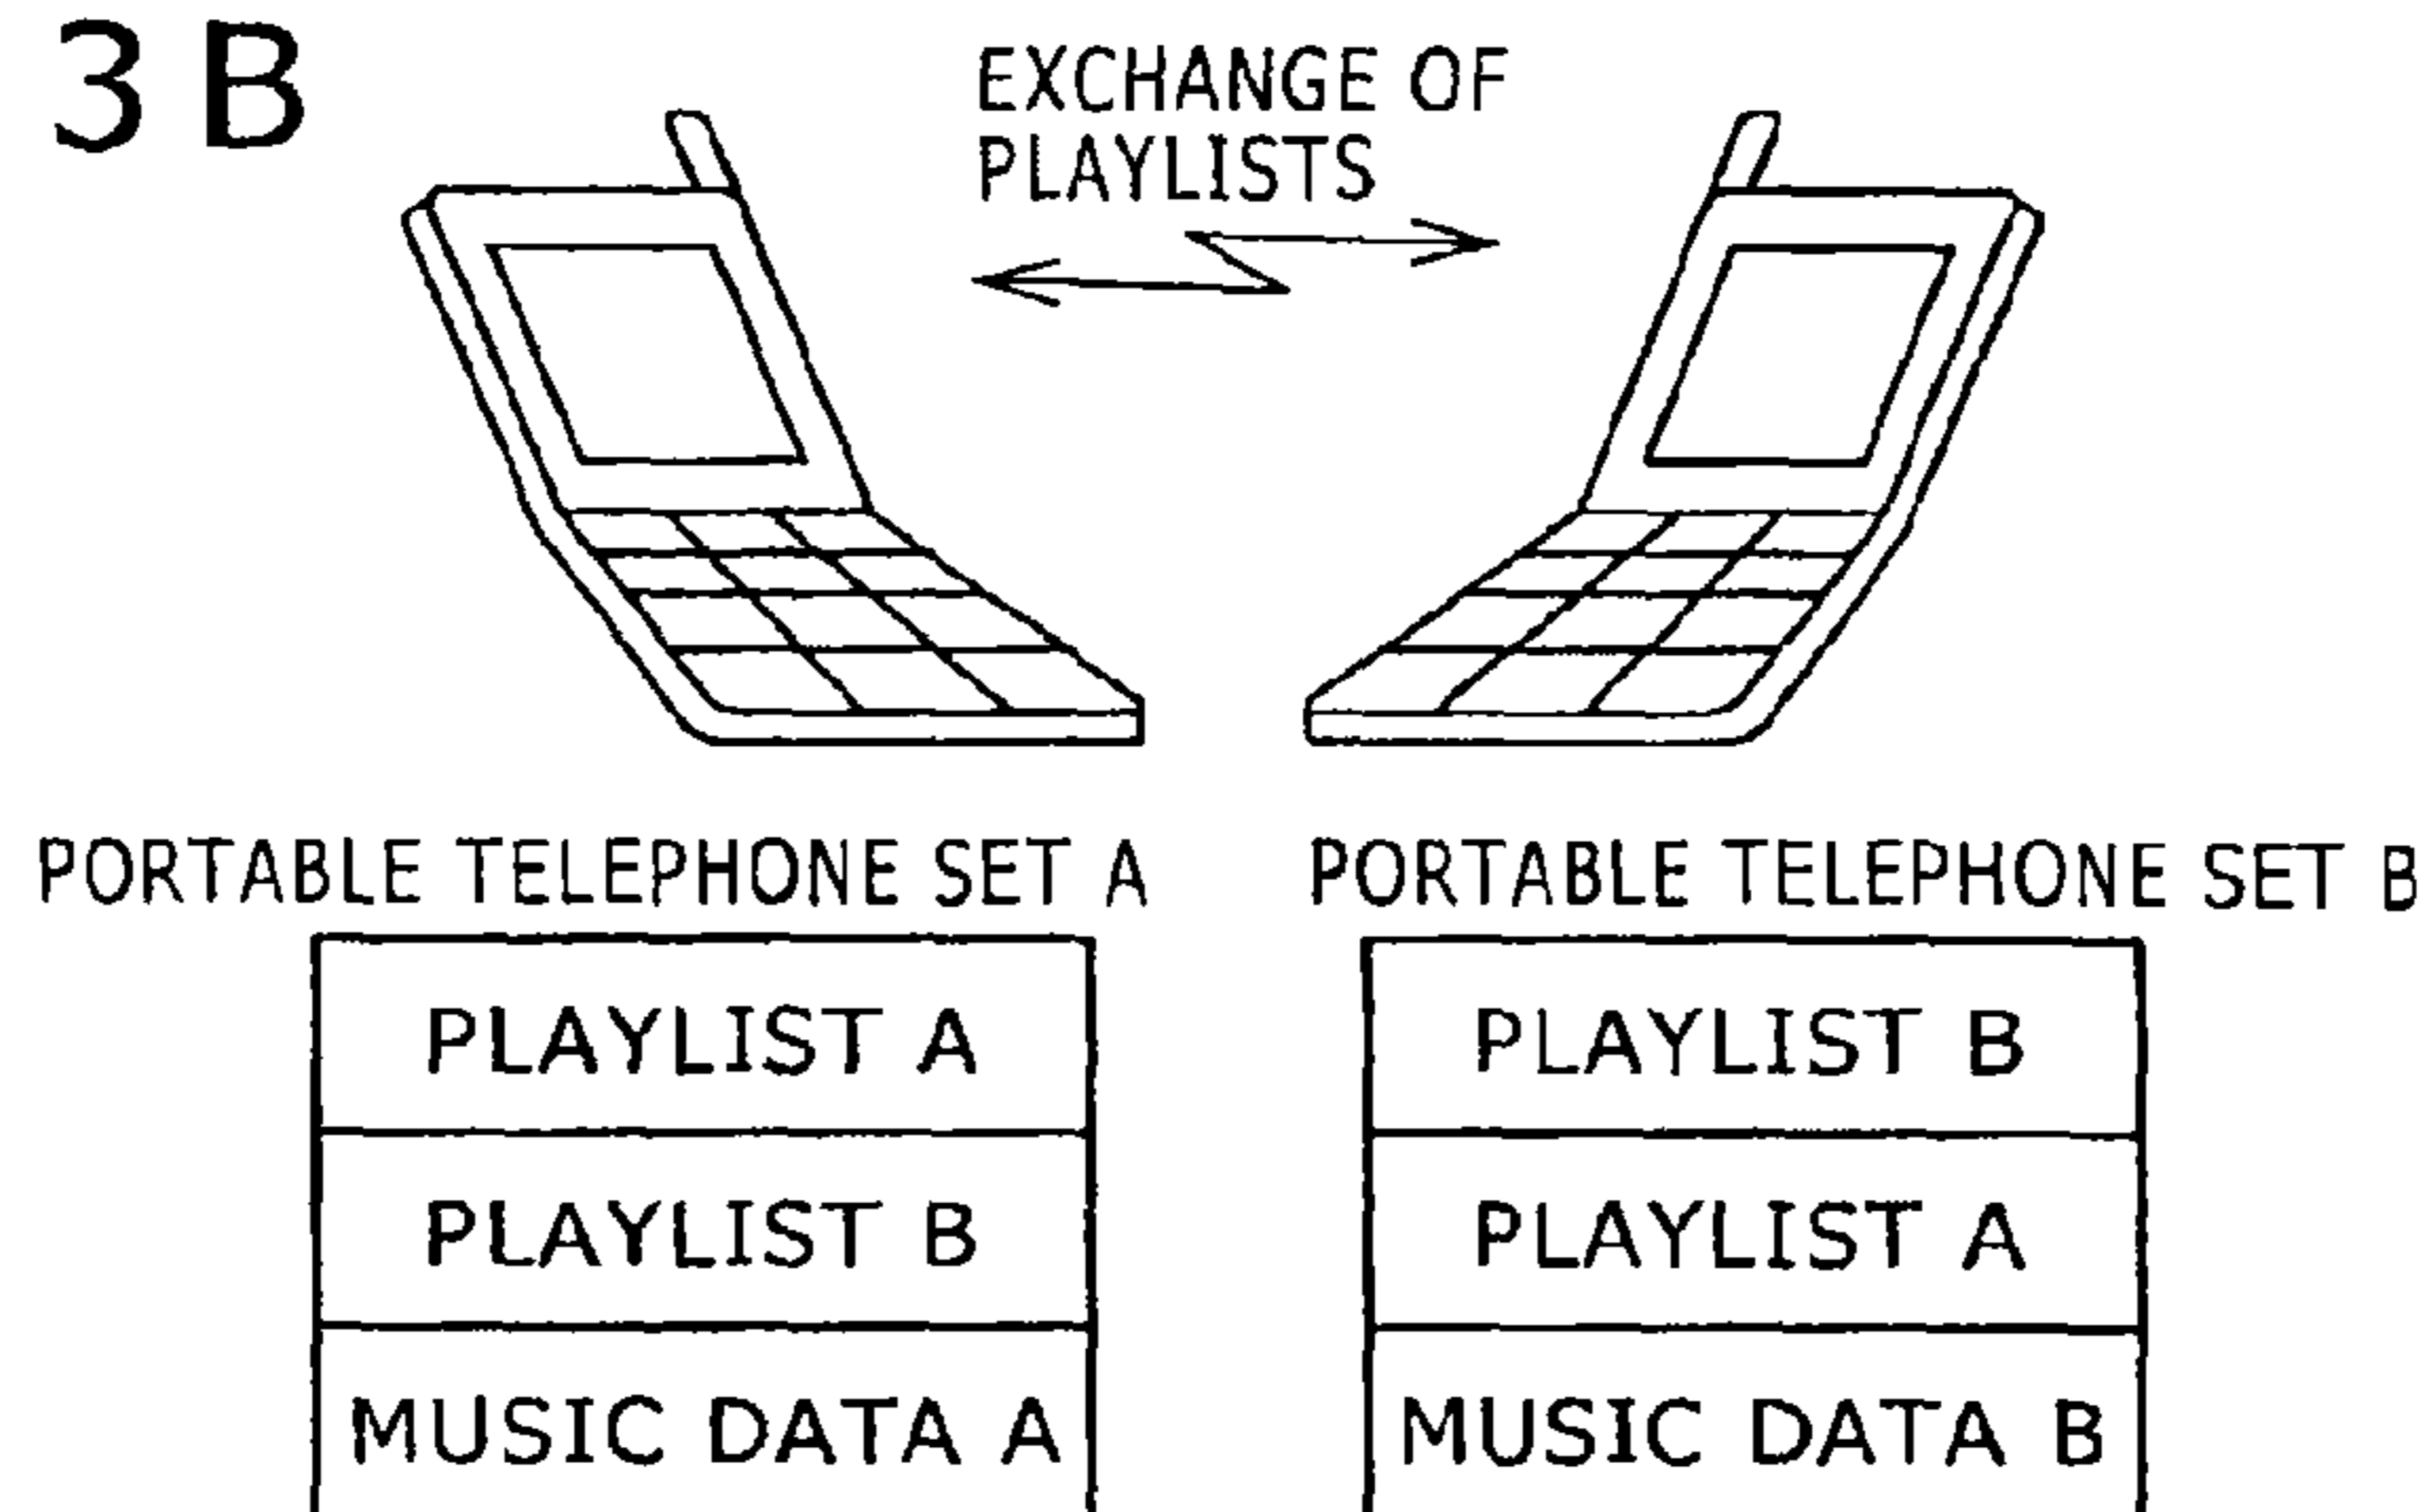 3B
EXCHANGE OF
PLAYLISTS
PORTABLE TELEPHONE SET A
PORTABLE TELEPHONE SET B
PLAYLIST A
PLAYLIST B
MUSIC DATA A
PLAYLIST B
PLAYLIST A
MUSIC DATA B